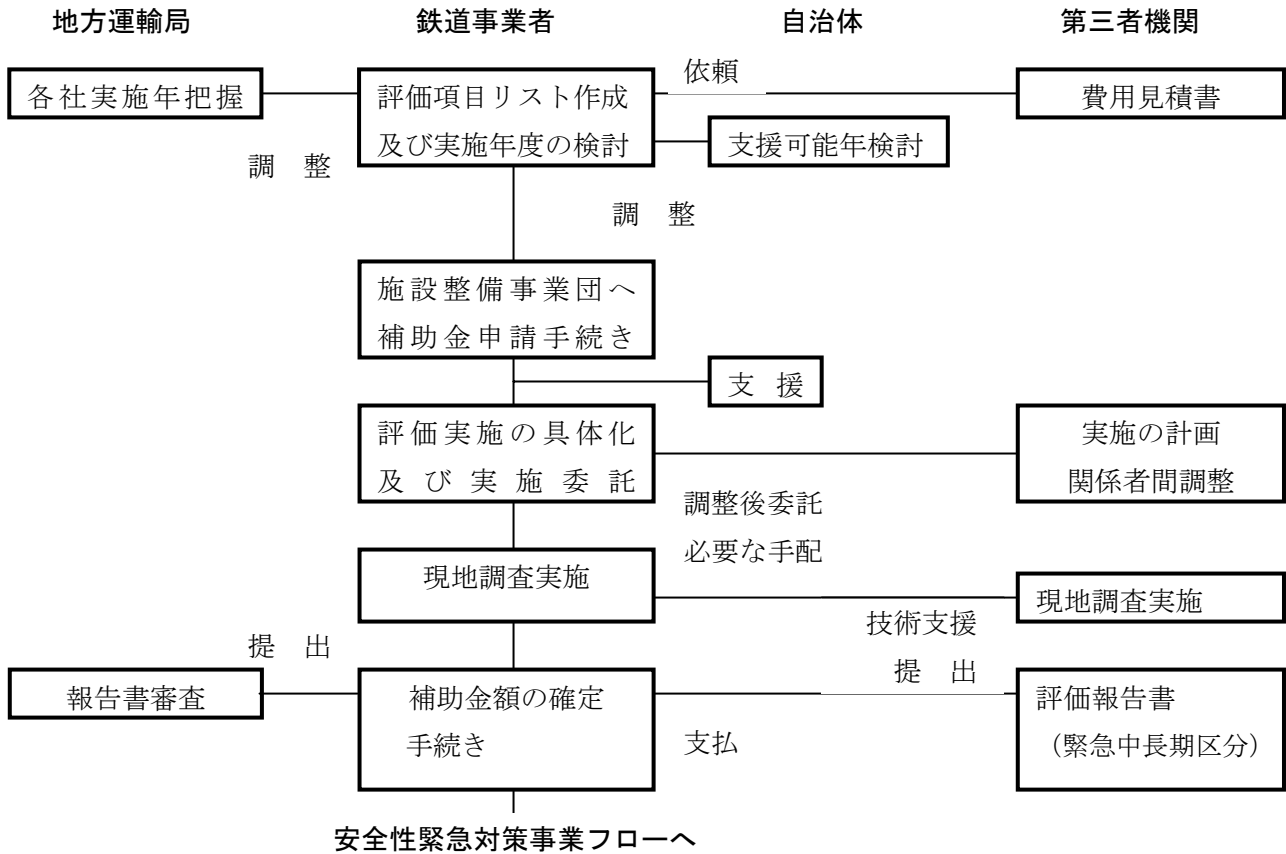 地方運輸局 鉄道事業者 自治体 第三者機関
依頼
各社実施年把握
評価項目リスト作成
及び実施年度の検討
費用見積書
支援可能年検討
調 整
調 整
施設整備事業団へ
補助金申請手続き
支 援
評価実施の具体化
及び実施委託
実施の計画
関係者間調整
調整後委託
必要な手配
現地調査実施
現地調査実施
技術支援
提 出
提 出
報告書審査
補助金額の確定
手続き
評価報告書
（緊急中長期区分）
支払
安全性緊急対策事業フローへ